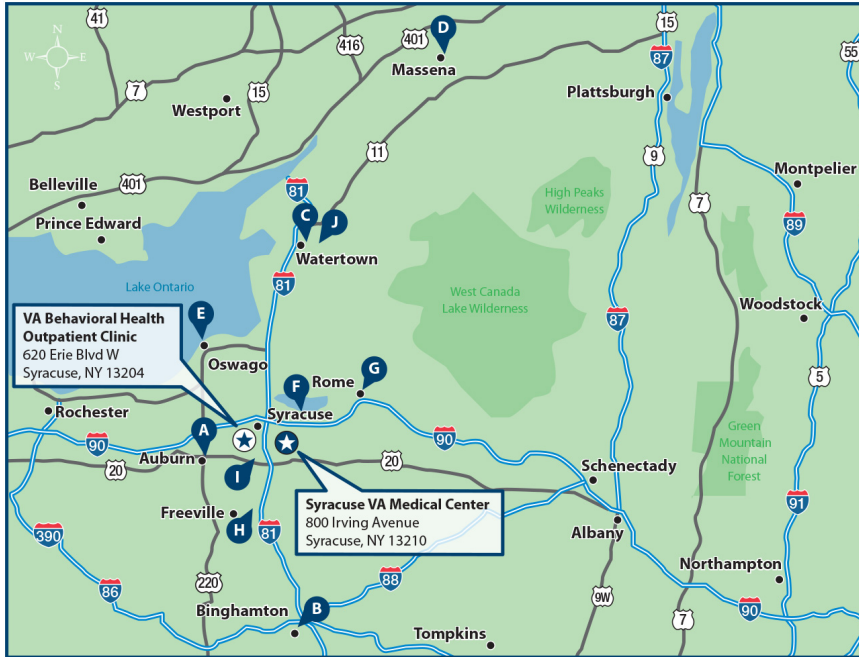 41
416
401
D
15
55
N
W E
S
Massena
87
7
15
Plattsburgh
Westport
11
9
Belleville
401
81
Montpelier
Prince Edward
High Peaks
Wilderness
7
C
J
89
Watertown
Lake Ontario
81
West Canada
Lake Wilderness
Woodstock
VA Behavioral Health
Outpatient Clinic
620 Erie Blvd W
Syracuse, NY 13204
E
87
Oswago
5
Rome
G
F
Rochester
Syracuse
A
90
90
Green
Mountain
National
Forest
Auburn
20
20
I
Schenectady
Syracuse VA Medical Center
800 Irving Avenue
Syracuse, NY 13210
91
Freeville
H
81
Albany
390
Northampton
220
88
86
9W
90
Binghamton
B
7
Tompkins